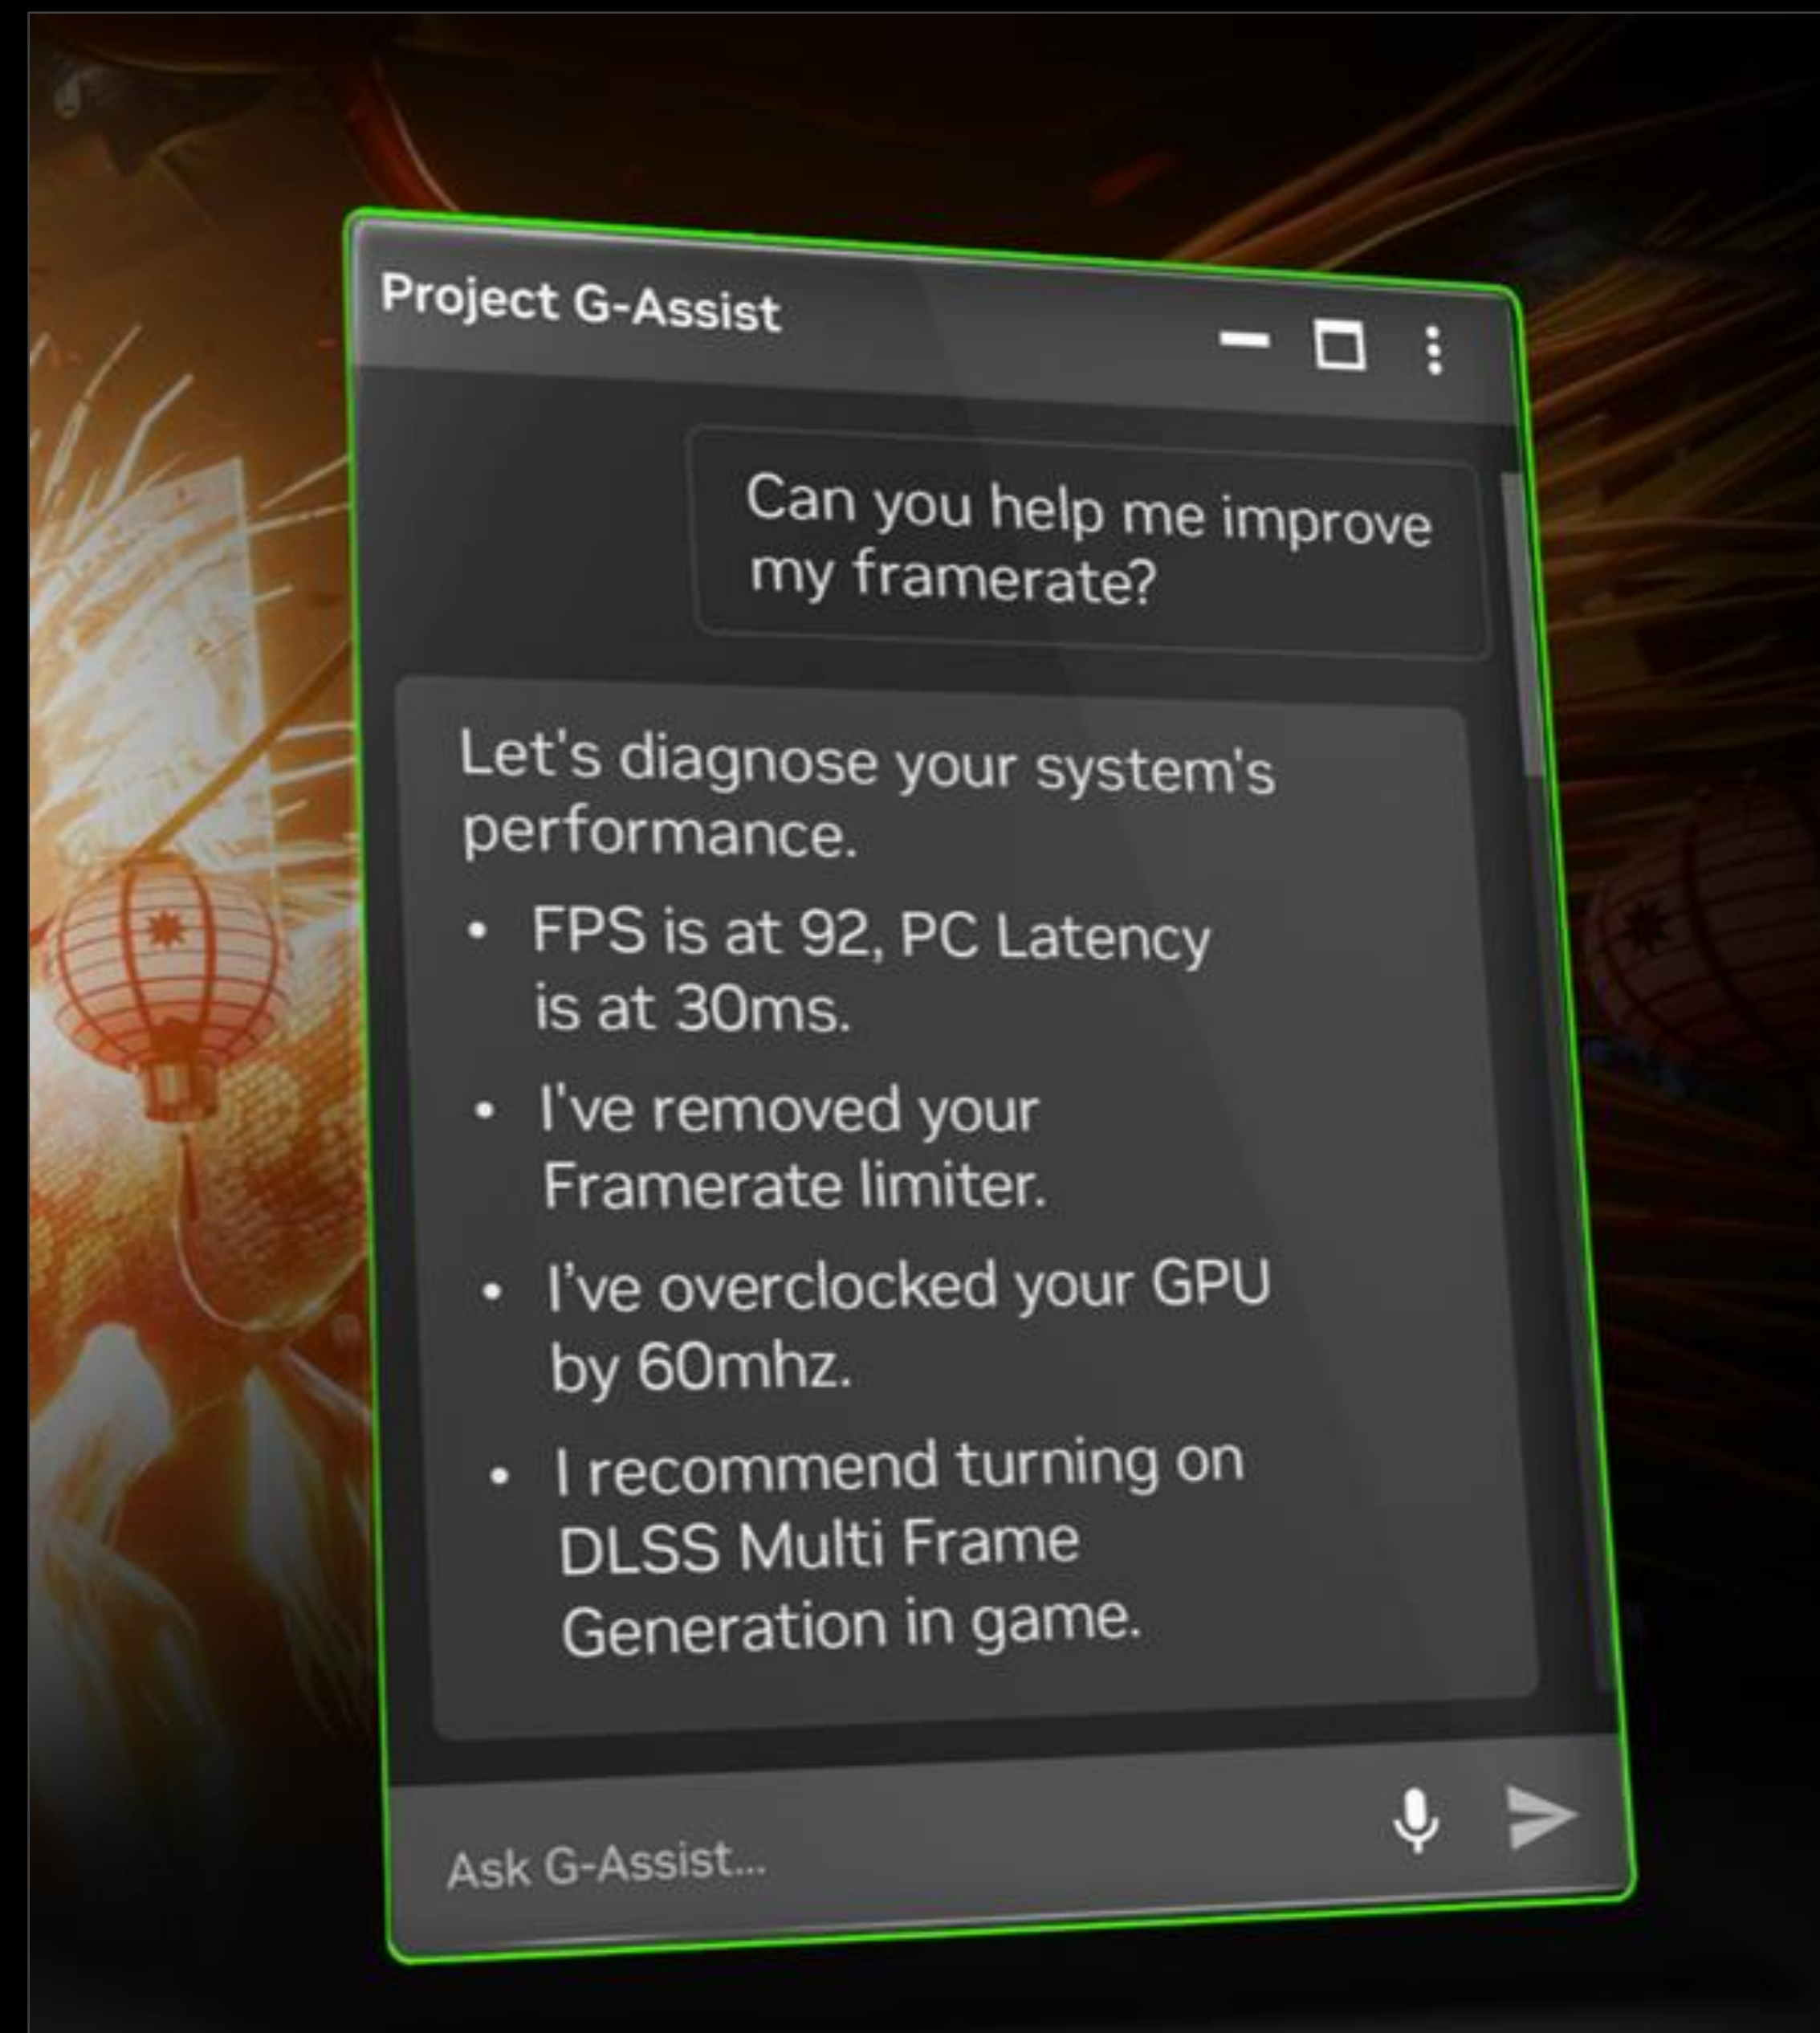 Project G-Assist
Can you help me improve
my framerate?
Let's diagnose your system's
performance.
• FPS is at 92, PC Latency
is at 30ms.
• I've removed your
Framerate limiter.
• I’ve overclocked your GPU
by 60mhz.
• I recommend turning on
DLSS Multi Frame
Generation in game.
Ask G-Assist...